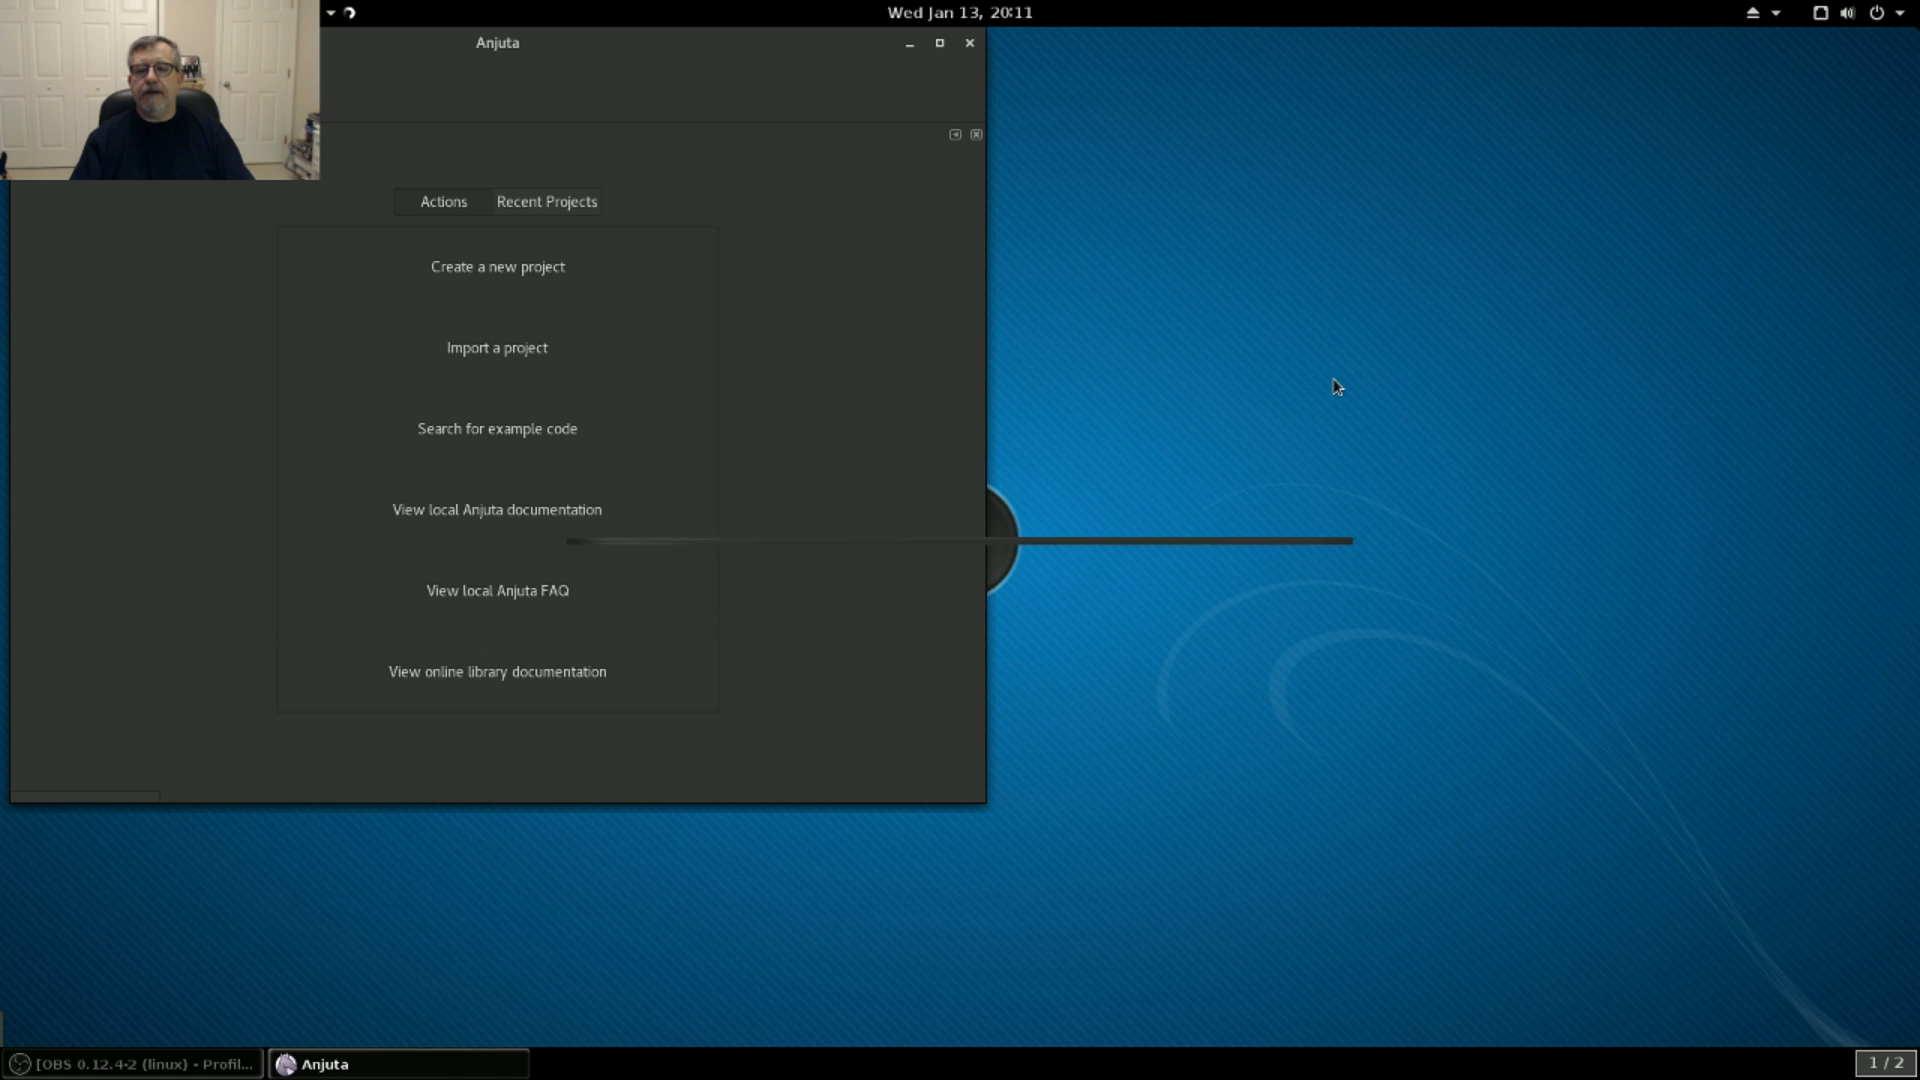 Wed Jan 13, 20:11
Anjuta
Actions
Recent Projects
Create a new project
Import a project
Search for example code
View local Anjuta documentation
View local Anjuta FAQ
View online library documentation
[OBS 0.12.4-2 (linux) - Profil...
Anjuta
1 / 2